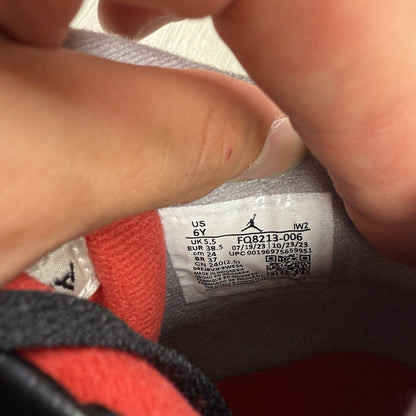 US
6Y IW2
UK 5.5 FQ8213-006
EUR 38.5 07/19/23 | 10/23/23
cm 24 UPC 00196975659951
BR 37
CN 240(2.5)